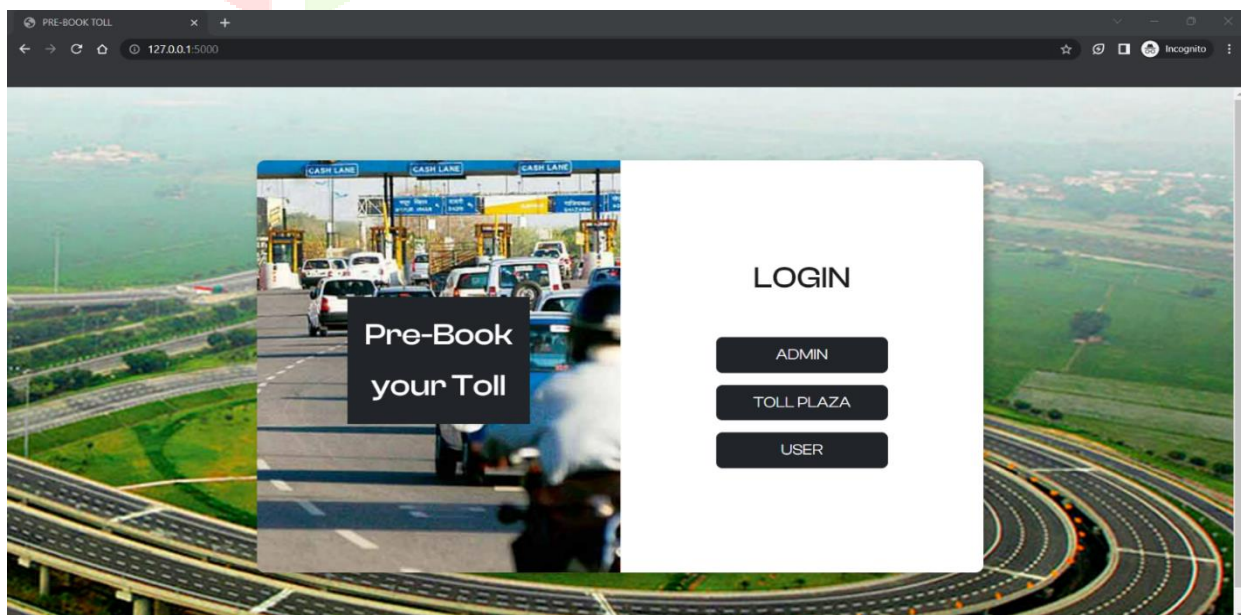 PRE-BOOK TOLL
127.0.0.1:5000
Incognito
CASH LANE
CASH LANE
CASH LANE
Pre-Book
your Toll
LOGIN
ADMIN
TOLL PLAZA
USER